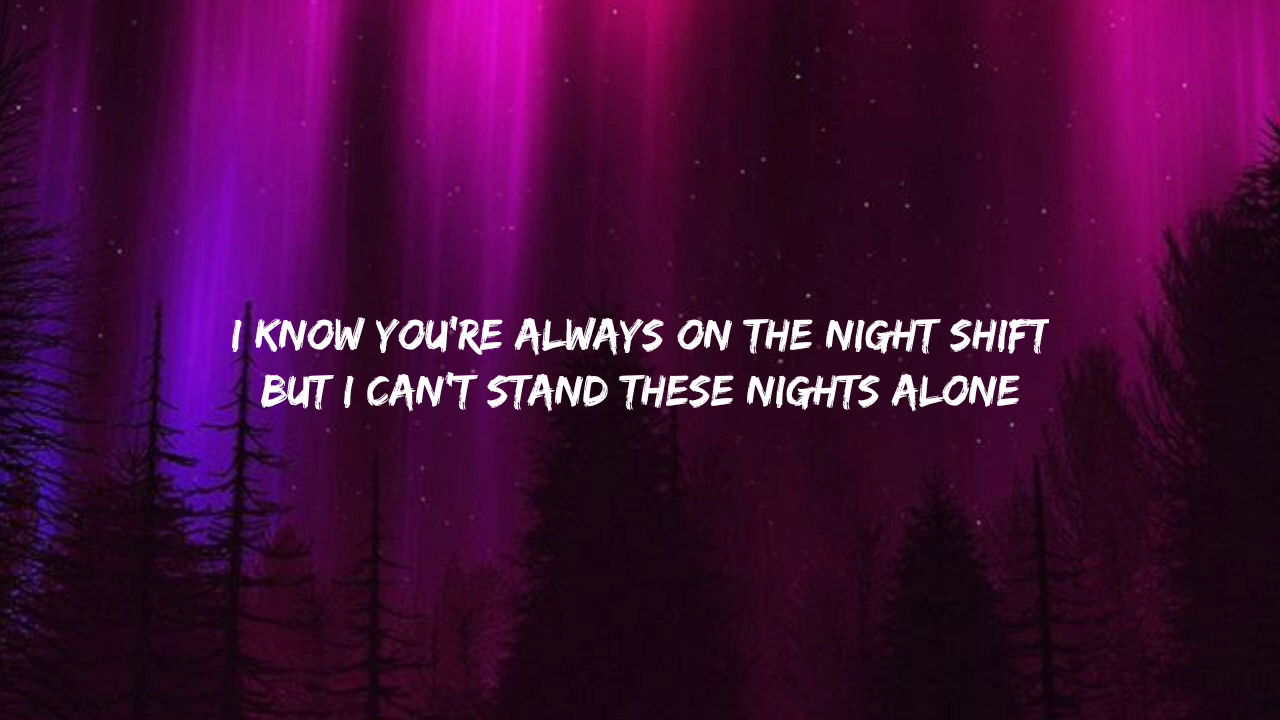 I KNOW YOU'RE ALWAYS ON THE NIGHT SHIFT
BUT I CAN'T STAND THESE NIGHTS ALONE